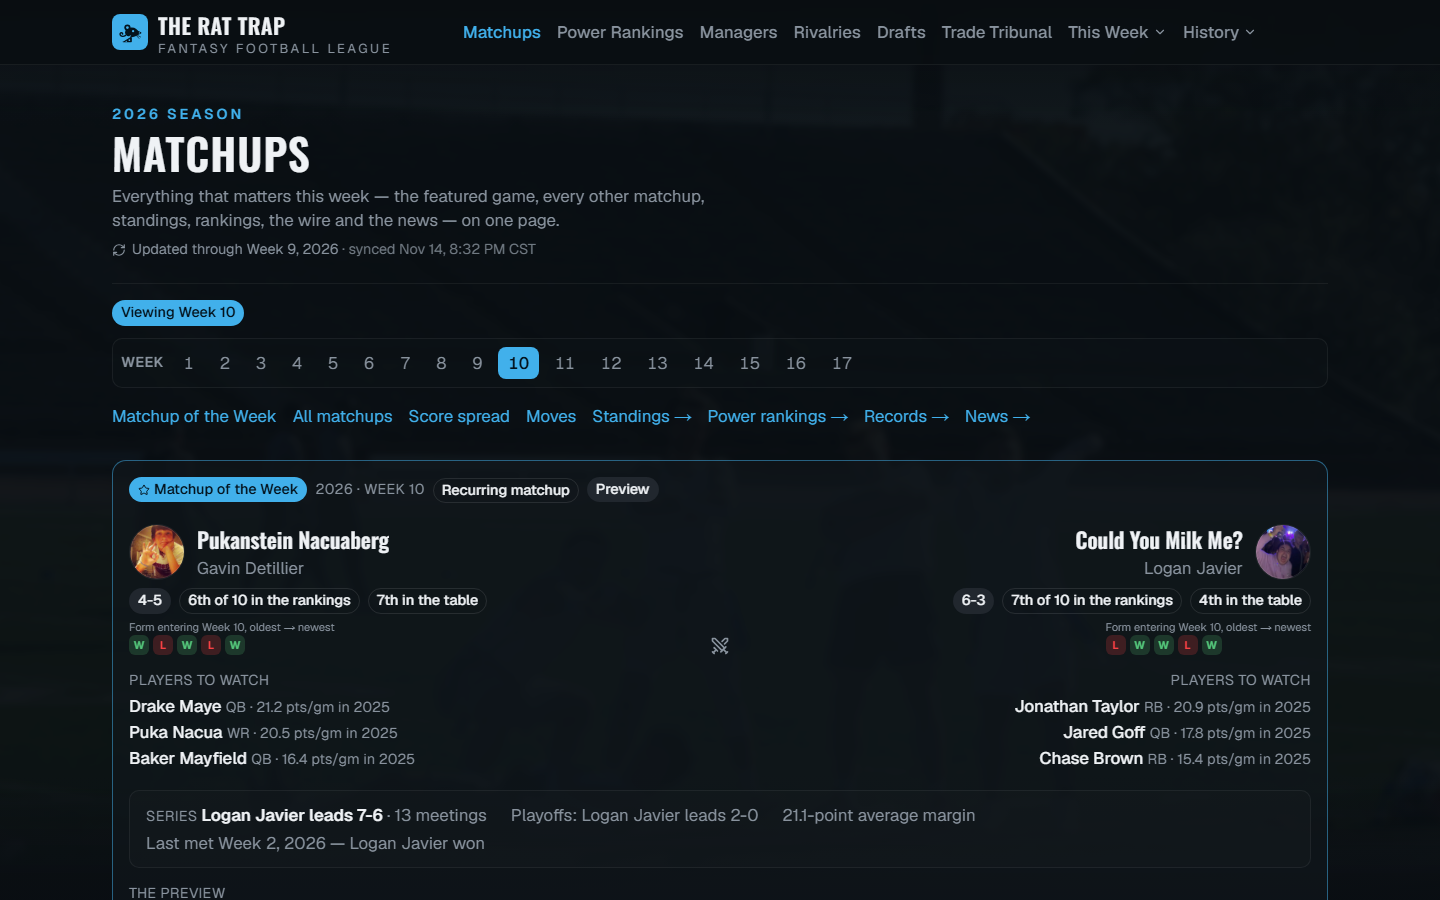 THE RAT TRAP
FANTASY FOOTBALL LEAGUE
Matchups Power Rankings Managers Rivalries Drafts Trade Tribunal This Week History
2026 SEASON
MATCHUPS
Everything that matters this week — the featured game, every other matchup,
standings, rankings, the wire and the news — on one page.
Updated through Week 9, 2026 · synced Nov 14, 8:32 PM CST
Viewing Week 10
WEEK 1 2 3 4 5 6 7 8 9 10 11 12 13 14 15 16 17
Matchup of the Week All matchups Score spread Moves Standings → Power rankings → Records → News →
Matchup of the Week 2026 · WEEK 10 Recurring matchup Preview
Pukanstein Nacuaberg
Gavin Detillier
4-5 6th of 10 in the rankings 7th in the table
Form entering Week 10, oldest → newest
W L W L W
PLAYERS TO WATCH
Drake Maye QB · 21.2 pts/gm in 2025
Puka Nacua WR · 20.5 pts/gm in 2025
Baker Mayfield QB · 16.4 pts/gm in 2025
Could You Milk Me?
Logan Javier
6-3 7th of 10 in the rankings 4th in the table
Form entering Week 10, oldest → newest
L W W L W
PLAYERS TO WATCH
Jonathan Taylor RB · 20.9 pts/gm in 2025
Jared Goff QB · 17.8 pts/gm in 2025
Chase Brown RB · 15.4 pts/gm in 2025
SERIES Logan Javier leads 7-6 · 13 meetings Playoffs: Logan Javier leads 2-0 21.1-point average margin
Last met Week 2, 2026 — Logan Javier won
THE PREVIEW